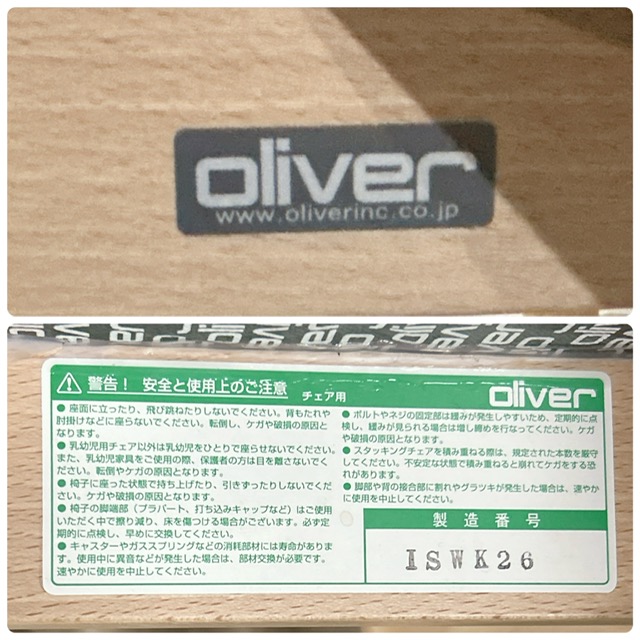 oliver
www.oliverinc.co.jp
警告! 安全と使用上のご注意 チェア用
oliver
●座面に立ったり、飛び跳ねたりしないでください。背もたれや
肘掛けなどに座らないでください。転倒し、ケガや破損の原因と
なります。
●乳幼児用チェア以外は乳幼児をひとりで座らせないでください。
また、乳幼児家具をご使用の際、保護者の方は目を離さないでく
ださい。転倒やケガの原因となります。
●椅子に座った状態で持ち上げたり、引きずったりしないでくだ
さい。ケガや破損の原因となります。
●椅子の脚端部(プラパート、打ち込みキャップなど)はご使用
いただく中で擦り減り、床を傷つける場合がございます。必ず定
期的に点検し、早めに交換してください。
●キャスターやガススプリングなどの消耗部材には寿命がありま
す。使用中に異音などが発生した場合は、部材交換が必要です。
速やかに使用を中止してください。
●ボルトやネジの固定部は緩みが発生しやすいため、定期的に点
検し、緩みが見られる場合は増し締めを行なってください。ケガ
や破損の原因となります。
●スタッキングチェアを積み重ねる際は、規定された本数を厳守
してください。不安定な状態で積み重ねると崩れてケガをする恐
れがあります。
●脚部や背の接合部に割れやグラツキが発生した場合は、速やか
に使用を中止してください。
製造番号
ISWK26